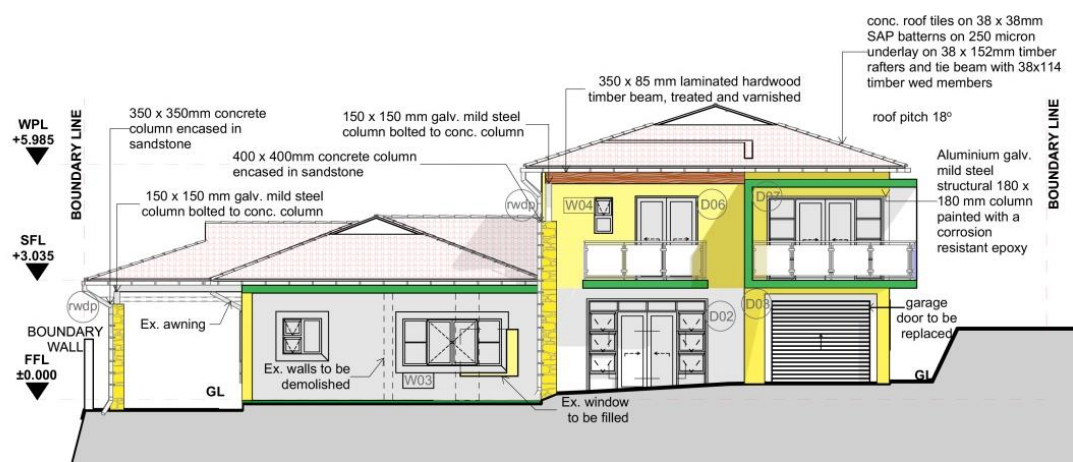 conc. roof tiles on 38 x 38mm
SAP batterns on 250 micron
underlay on 38 x 152mm timber
rafters and tie beam with 38x114
timber wed members
350 x 85 mm laminated hardwood
timber beam, treated and varnished
roof pitch 18°
BOUNDARY LINE
WPL
+5.985
350 x 350mm concrete
column encased in
sandstone
150 x 150 mm galv. mild steel
column bolted to conc. column
400 x 400mm concrete column
encased in sandstone
150 x 150 mm galv. mild steel
column bolted to conc. column
BOUNDARY LINE
Aluminium galv.
mild steel
structural 180 x
180 mm column
painted with a
corrosion
resistant epoxy
rwdp
W04
D06
D07
SFL
+3.035
rwdp
Ex. awning
BOUNDARY
WALL
FFL
±0.000
GL
Ex. walls to be
demolished
W03
Ex. window
to be filled
D02
D03
garage
door to be
replaced
GL